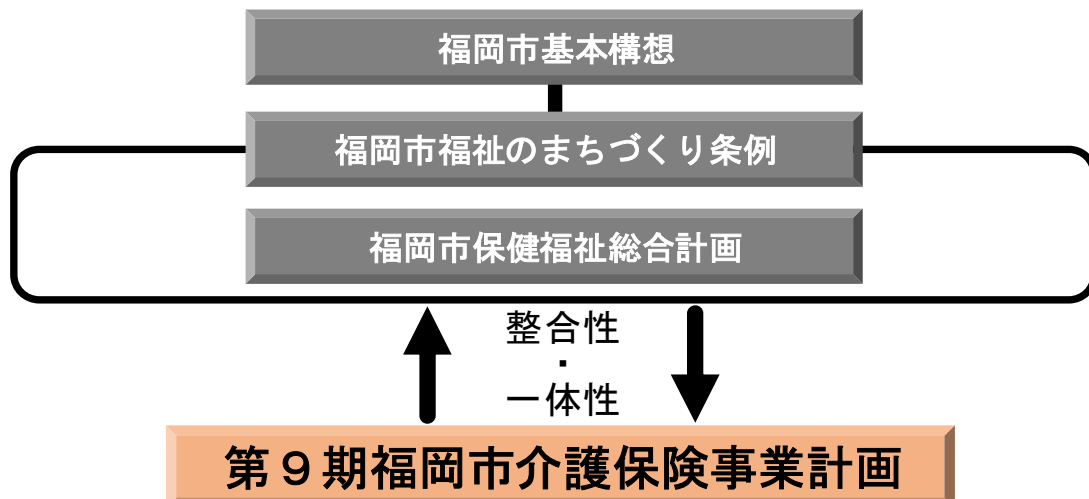 福岡市基本構想
福岡市福祉のまちづくり条例
福岡市保健福祉総合計画
整合性
・
一体性
第９期福岡市介護保険事業計画